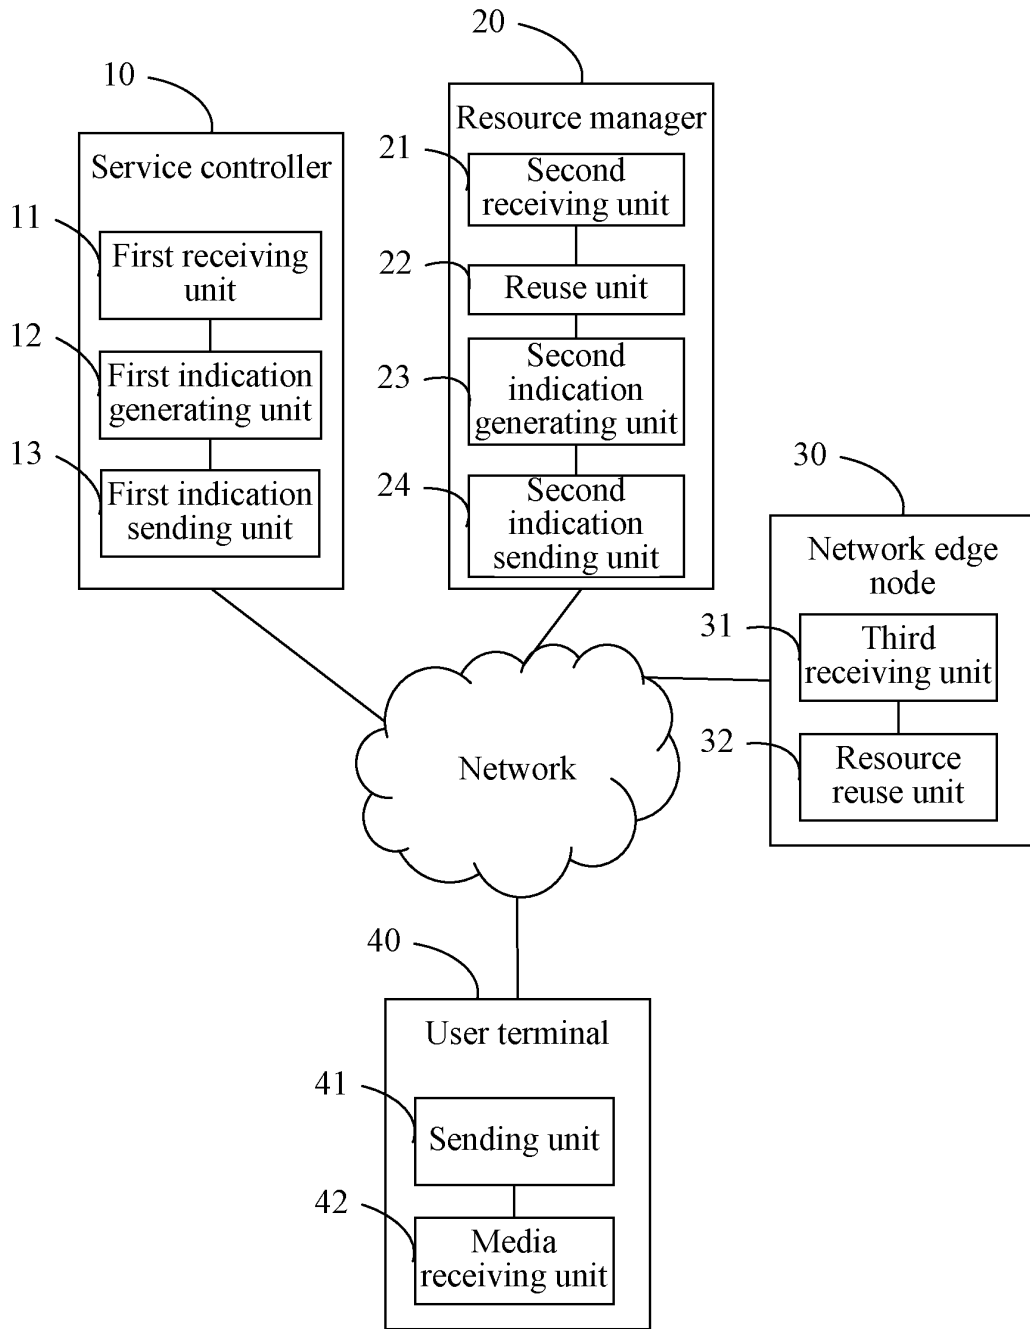 10
Service controller
11
First receiving
unit
12
First indication
generating unit
13
First indication
sending unit
20
Resource manager
21
Second
receiving unit
22
Reuse unit
23
Second
indication
generating unit
24
Second
indication
sending unit
30
Network edge
node
31
Third
receiving unit
32
Resource
reuse unit
Network
40
User terminal
41
Sending unit
42
Media
receiving unit